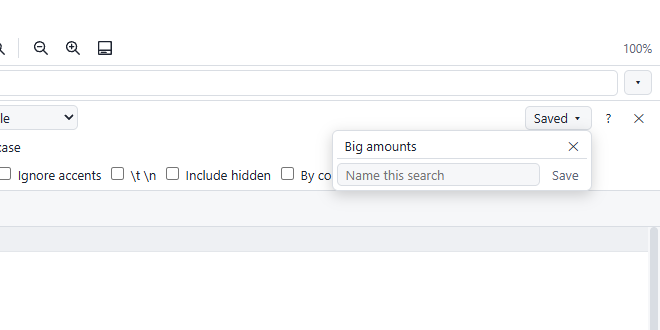 100%
le
Saved
?
case
Big amounts
Ignore accents
\t \n
Include hidden
By co
Name this search
Save